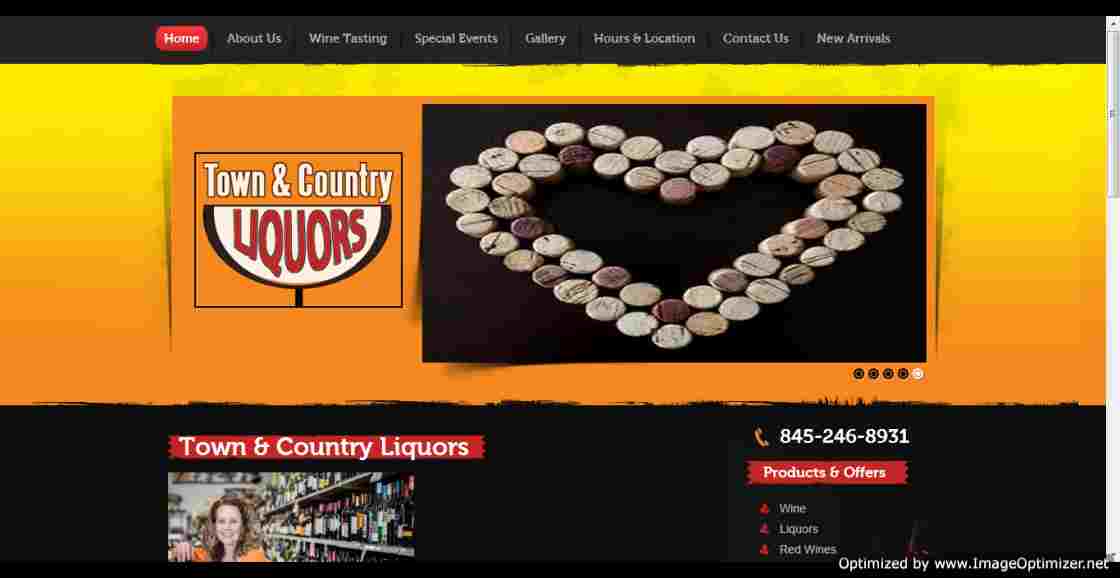 Home About Us Wine Tasting Special Events Gallery Hours & Location Contact Us New Arrivals
Town & Country
LIQUORS
Town & Country Liquors
845-246-8931
Products & Offers
Wine
Liquors
Red Wines
Optimized by www.ImageOptimizer.net